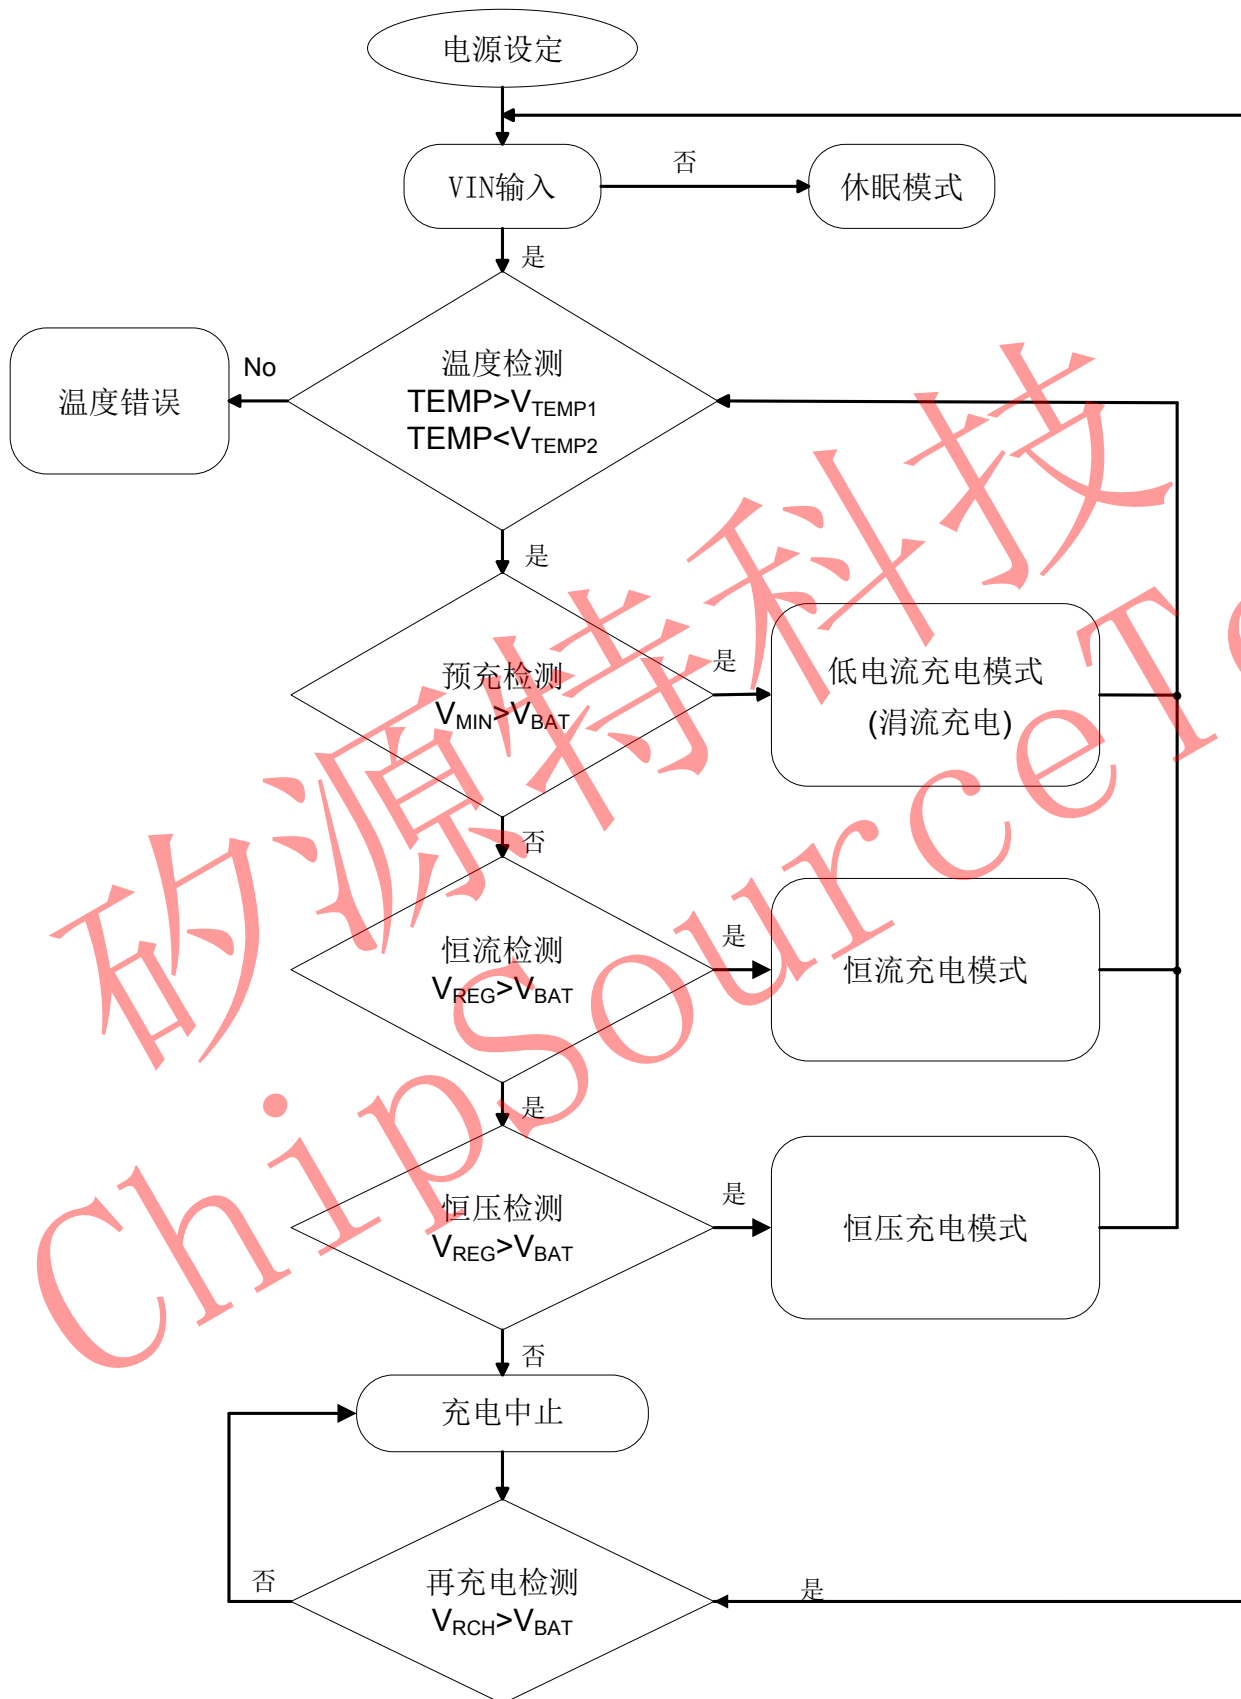 电源设定
VIN输入
否
休眠模式
是
温度检测
TEMP>VTEMP1
TEMP<VTEMP2
No
温度错误
是
预充检测
VMIN>VBAT
是
低电流充电模式
(涓流充电)
否
恒流检测
VREG>VBAT
是
恒流充电模式
是
恒压检测
VREG>VBAT
是
恒压充电模式
否
充电中止
再充电检测
VRCH>VBAT
否
是
矽源特科技
ChipSourceTe